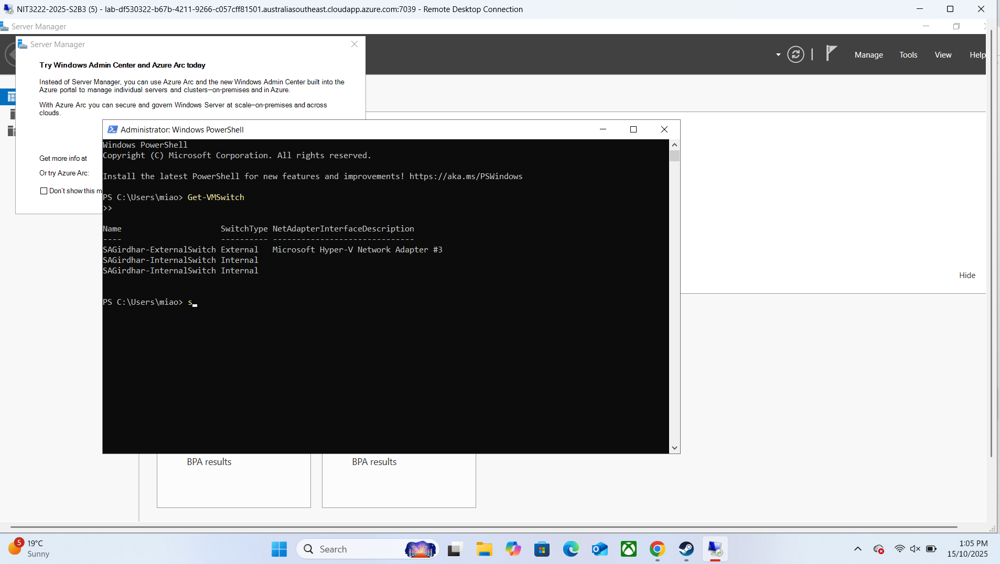 NIT3222-2025-S2B3 (5) - lab-df530322-b67b-4211-9266-c057cff81501.australiasoutheast.cloudapp.azure.com:7039 - Remote Desktop Connection
Server Manager
Server Manager
Manage
Tools
View
Help
Try Windows Admin Center and Azure Arc today
Instead of Server Manager, you can use Azure Arc and the new Windows Admin Center built into the
Azure portal to manage individual servers and clusters—on-premises and in Azure.
With Azure Arc you can secure and govern Windows Server at scale—on-premises and across
clouds.
Get more info at
Or try Azure Arc:
Don't show this m
Administrator: Windows PowerShell
Windows PowerShell
Copyright (C) Microsoft Corporation. All rights reserved.
Install the latest PowerShell for new features and improvements! https://aka.ms/PSWindows
PS C:\Users\miao> Get-VMSwitch
>>
Name SwitchType NetAdapterInterfaceDescription
---- ---------- ------------------------------
SAGirdhar-ExternalSwitch External Microsoft Hyper-V Network Adapter #3
SAGirdhar-InternalSwitch Internal
SAGirdhar-InternalSwitch Internal
PS C:\Users\miao> s_
Hide
BPA results
BPA results
5
19°C
Sunny
Search
1:05 PM
15/10/2025